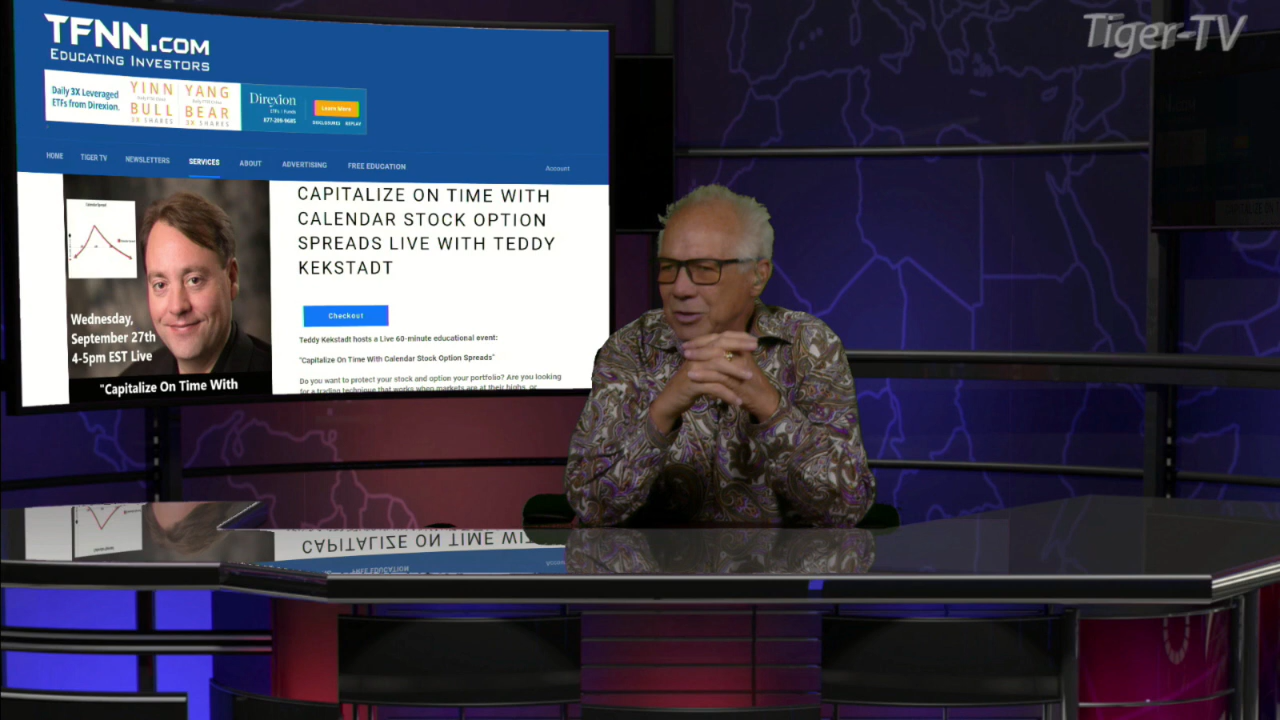 TFNN.COM
EDUCATING INVESTORS
Daily 3X Leveraged
ETFs from Direxion.
YINN
BULL
3X SHARES
YANG
BEAR
3X SHARES
Direxion
877-209-9685
Learn More
DISCLOSURES REPLAY
HOME TIGER TV NEWSLETTERS SERVICES ABOUT ADVERTISING FREE EDUCATION Account
Wednesday,
September 27th
4-5pm EST Live
"Capitalize On Time With
CAPITALIZE ON TIME WITH
CALENDAR STOCK OPTION
SPREADS LIVE WITH TEDDY
KEKSTADT
Checkout
Teddy Kekstadt hosts a Live 60-minute educational event:
"Capitalize On Time With Calendar Stock Option Spreads"
Do you want to protect your stock and option your portfolio? Are you looking
for a trading technique that works when markets are at their highs, or
Tiger-TV